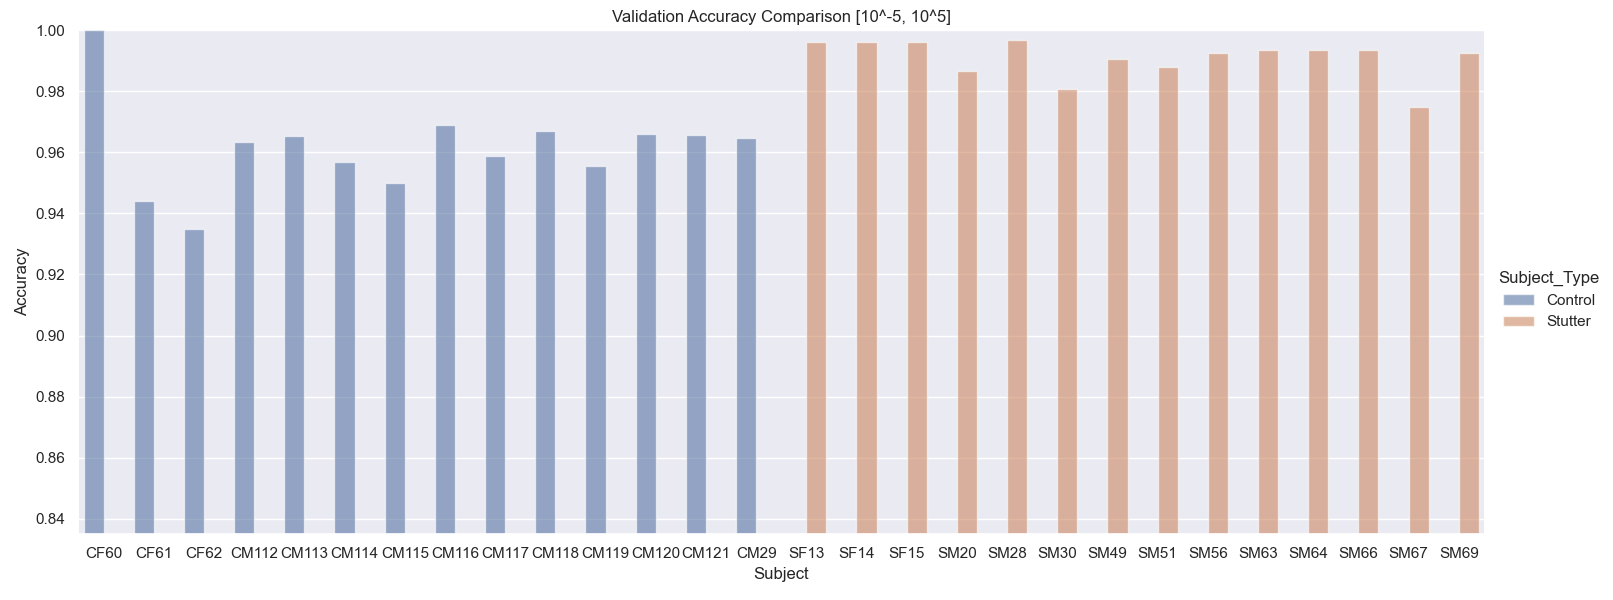 Validation Accuracy Comparison [10^-5, 10^5]
1.00
0.98
0.96
0.94
0.92
0.90
0.88
0.86
0.84
Accuracy
CF60 CF61 CF62 CM112 CM113 CM114 CM115 CM116 CM117 CM118 CM119 CM120 CM121 CM29 SF13 SF14 SF15 SM20 SM28 SM30 SM49 SM51 SM56 SM63 SM64 SM66 SM67 SM69
Subject
Subject_Type
Control
Stutter